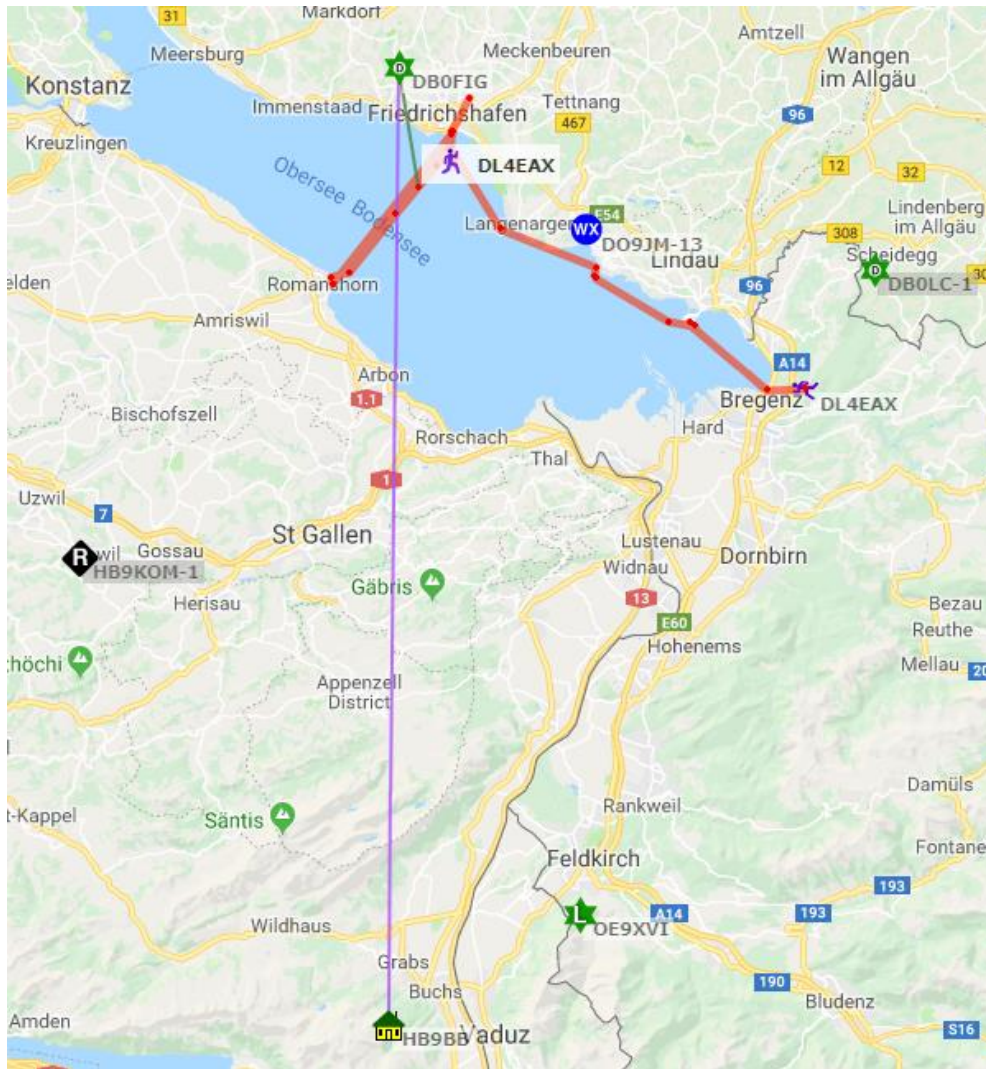 Markdorf
31
Meersburg
Meckenbeuren
Amtzell
Wangen
im Allgäu
Konstanz
D
DB0FIG
Immenstaad
Friedrichshafen
Tettnang
467
96
Kreuzlingen
DL4EAX
12
32
Obersee Bodensee
Langenargen
E54
WX
DO9JM-13
Lindau
308
Lindenberg
im Allgäu
Scheidegg
D
DB0LC-1
30
elden
Romanshorn
96
Amriswil
Arbon
1.1
A14
Bregenz
DL4EAX
Bischofszell
Rorschach
Hard
Thal
Uzwil
1
7
St Gallen
Lustenau
Dornbirn
R
wil
Gossau
HB9KOM-1
Widnau
Gäbris
13
Herisau
Bezau
E60
Reuthe
Hohenems
zhöchi
Mellau
20
Appenzell
District
Damüls
Säntis
Rankweil
t-Kappel
Fontane
Feldkirch
193
L
A14
193
Wildhaus
OE9XVI
Grabs
190
Buchs
Bludenz
Amden
HB9BB
Vaduz
S16